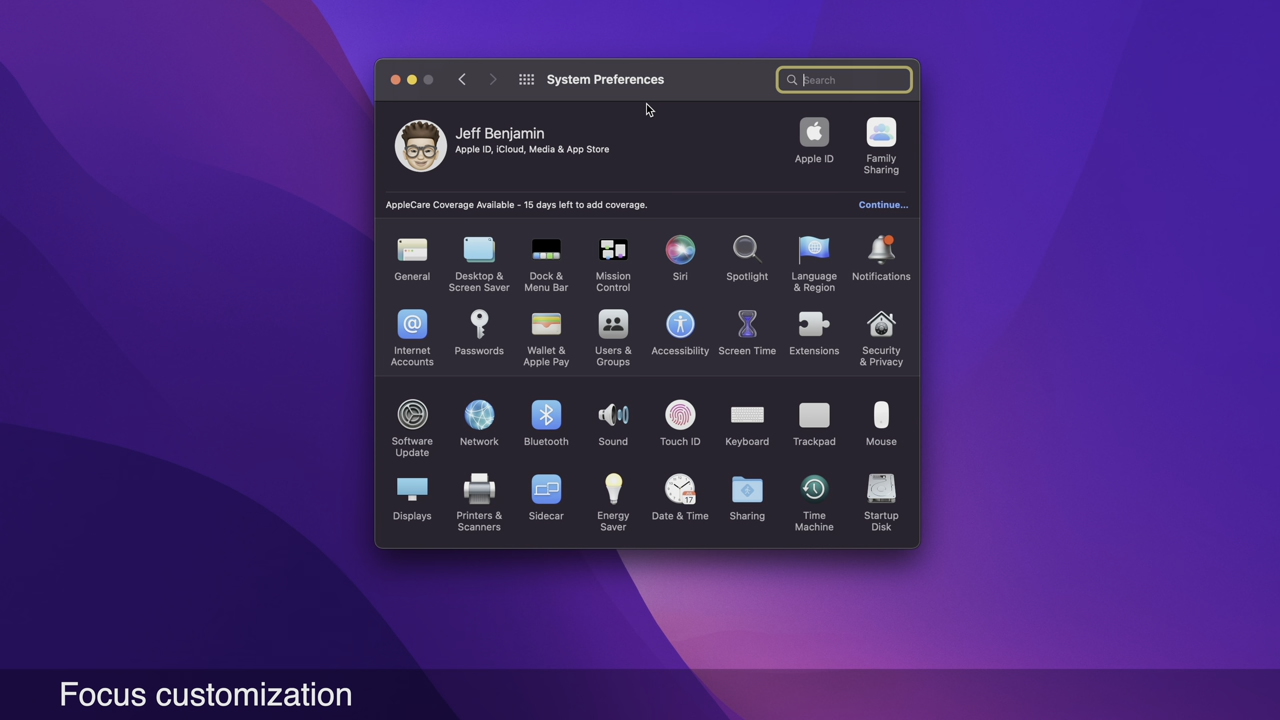 System Preferences
Search
Jeff Benjamin
Apple ID, iCloud, Media & App Store
Apple ID
Family
Sharing
AppleCare Coverage Available - 15 days left to add coverage.
Continue...
General
Desktop &
Screen Saver
Dock &
Menu Bar
Mission
Control
Siri
Spotlight
Language
& Region
Notifications
Internet
Accounts
Passwords
Wallet &
Apple Pay
Users &
Groups
Accessibility
Screen Time
Extensions
Security
& Privacy
Software
Update
Network
Bluetooth
Sound
Touch ID
Keyboard
Trackpad
Mouse
Displays
Printers &
Scanners
Sidecar
Energy
Saver
17
Date & Time
Sharing
Time
Machine
Startup
Disk
Focus customization